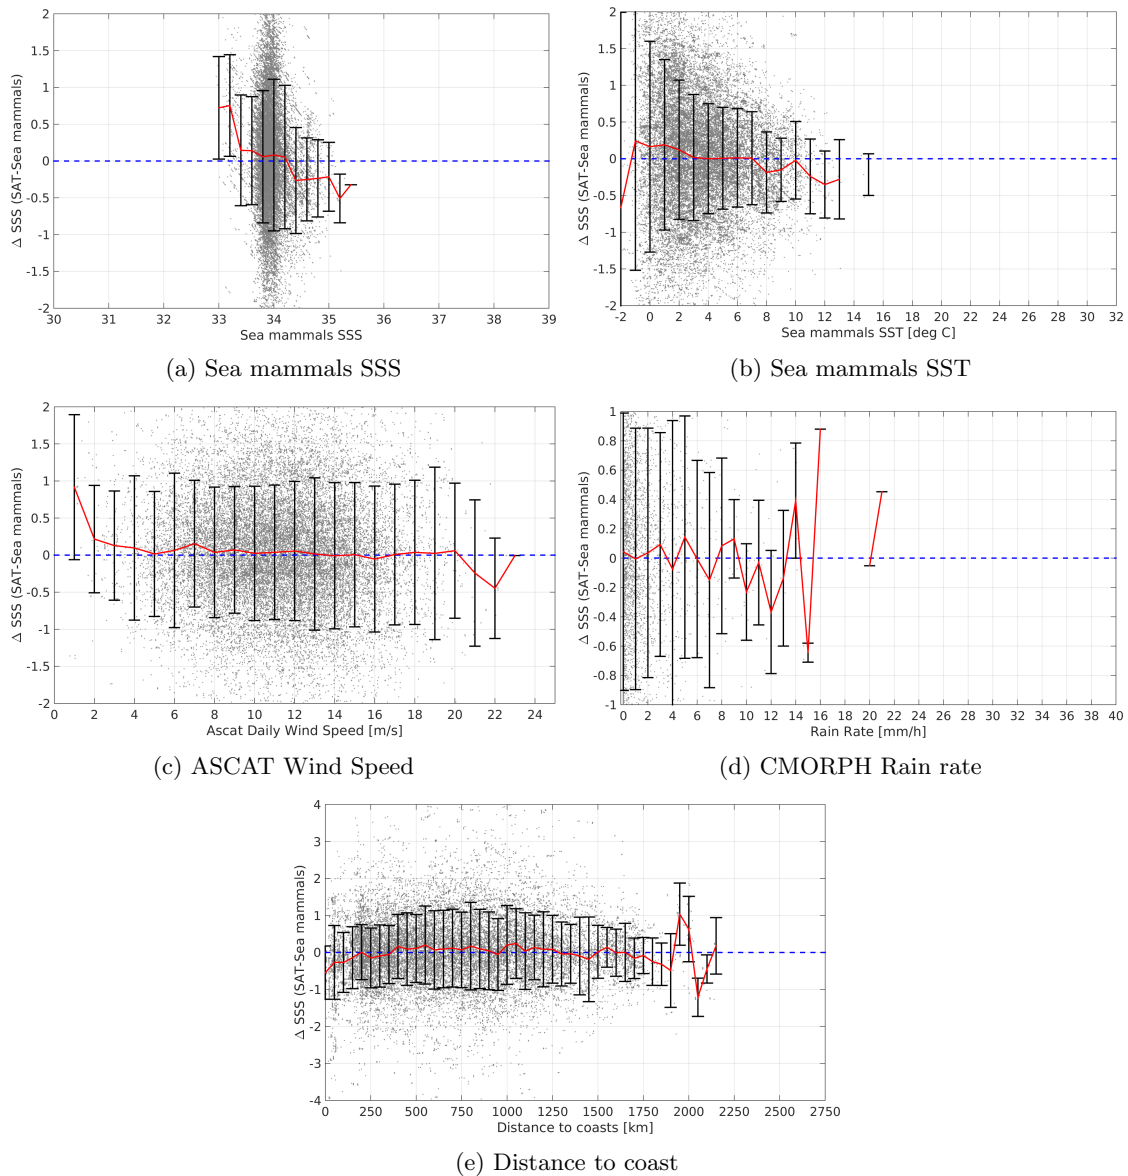 2
1.5
1
0.5
0
-0.5
-1
-1.5
-2
Δ SSS (SAT-Sea mammals)
30 31 32 33 34 35 36 37 38 39
Sea mammals SSS
(a) Sea mammals SSS
2
1.5
1
0.5
0
-0.5
-1
-1.5
-2
Δ SSS (SAT-Sea mammals)
-2 0 2 4 6 8 10 12 14 16 18 20 22 24 26 28 30 32
Sea mammals SST [deg C]
(b) Sea mammals SST
2
1.5
1
0.5
0
-0.5
-1
-1.5
-2
Δ SSS (SAT-Sea mammals)
0 2 4 6 8 10 12 14 16 18 20 22 24
Ascat Daily Wind Speed [m/s]
(c) ASCAT Wind Speed
1
0.8
0.6
0.4
0.2
0
-0.2
-0.4
-0.6
-0.8
-1
Δ SSS (SAT-Sea mammals)
0 2 4 6 8 10 12 14 16 18 20 22 24 26 28 30 32 34 36 38 40
Rain Rate [mm/h]
(d) CMORPH Rain rate
4
3
2
1
0
-1
-2
-3
-4
Δ SSS (SAT-Sea mammals)
0 250 500 750 1000 1250 1500 1750 2000 2250 2500 2750
Distance to coasts [km]
(e) Distance to coast